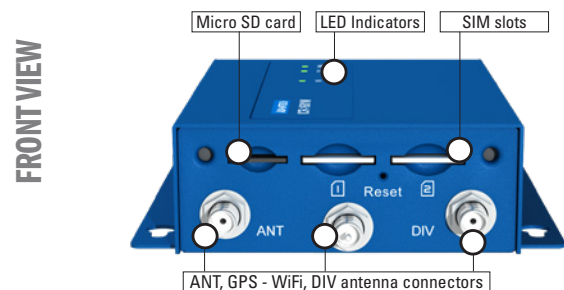 FRONT VIEW
Micro SD card
LED Indicators
SIM slots
1
Reset
2
ANT
DIV
ANT, GPS - WiFi, DIV antenna connectors